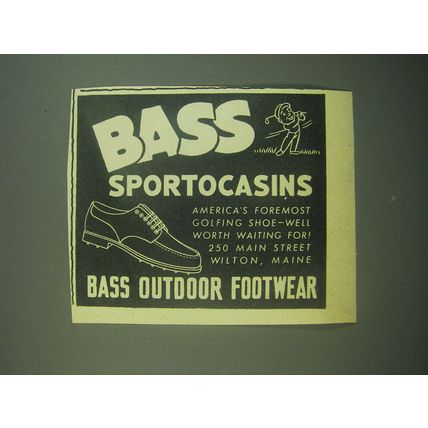 BASS
SPORTOCASINS
AMERICA'S FOREMOST
GOLFING SHOE—WELL
WORTH WAITING FOR!
250 MAIN STREET
WILTON, MAINE
BASS OUTDOOR FOOTWEAR